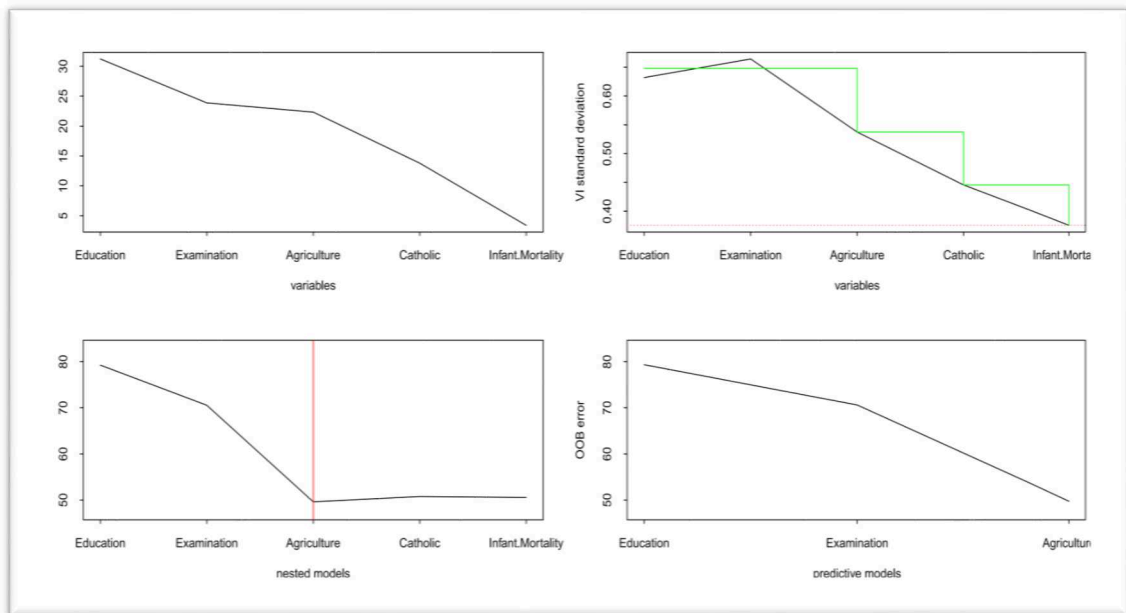 30
25
20
15
10
5
Education Examination Agriculture Catholic Infant.Mortality
variables
VI standard deviation
0.60
0.50
0.40
Education Examination Agriculture Catholic Infant.Morta
variables
80
70
60
50
Education Examination Agriculture Catholic Infant.Mortality
nested models
OOB error
80
70
60
50
Education Examination Agriculture
predictive models